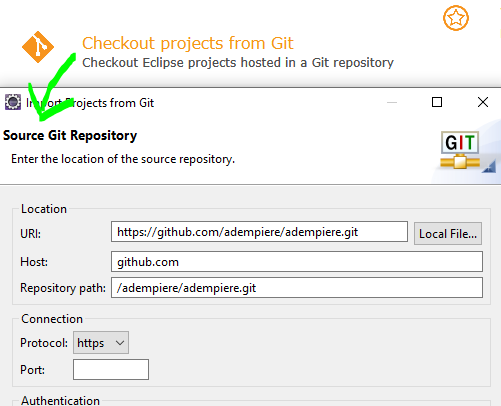 Checkout projects from Git
Checkout Eclipse projects hosted in a Git repository
Import Projects from Git
Source Git Repository
Enter the location of the source repository.
GIT
Location
URI: https://github.com/adempiere/adempiere.git Local File...
Host: github.com
Repository path: /adempiere/adempiere.git
Connection
Protocol: https
Port:
Authentication